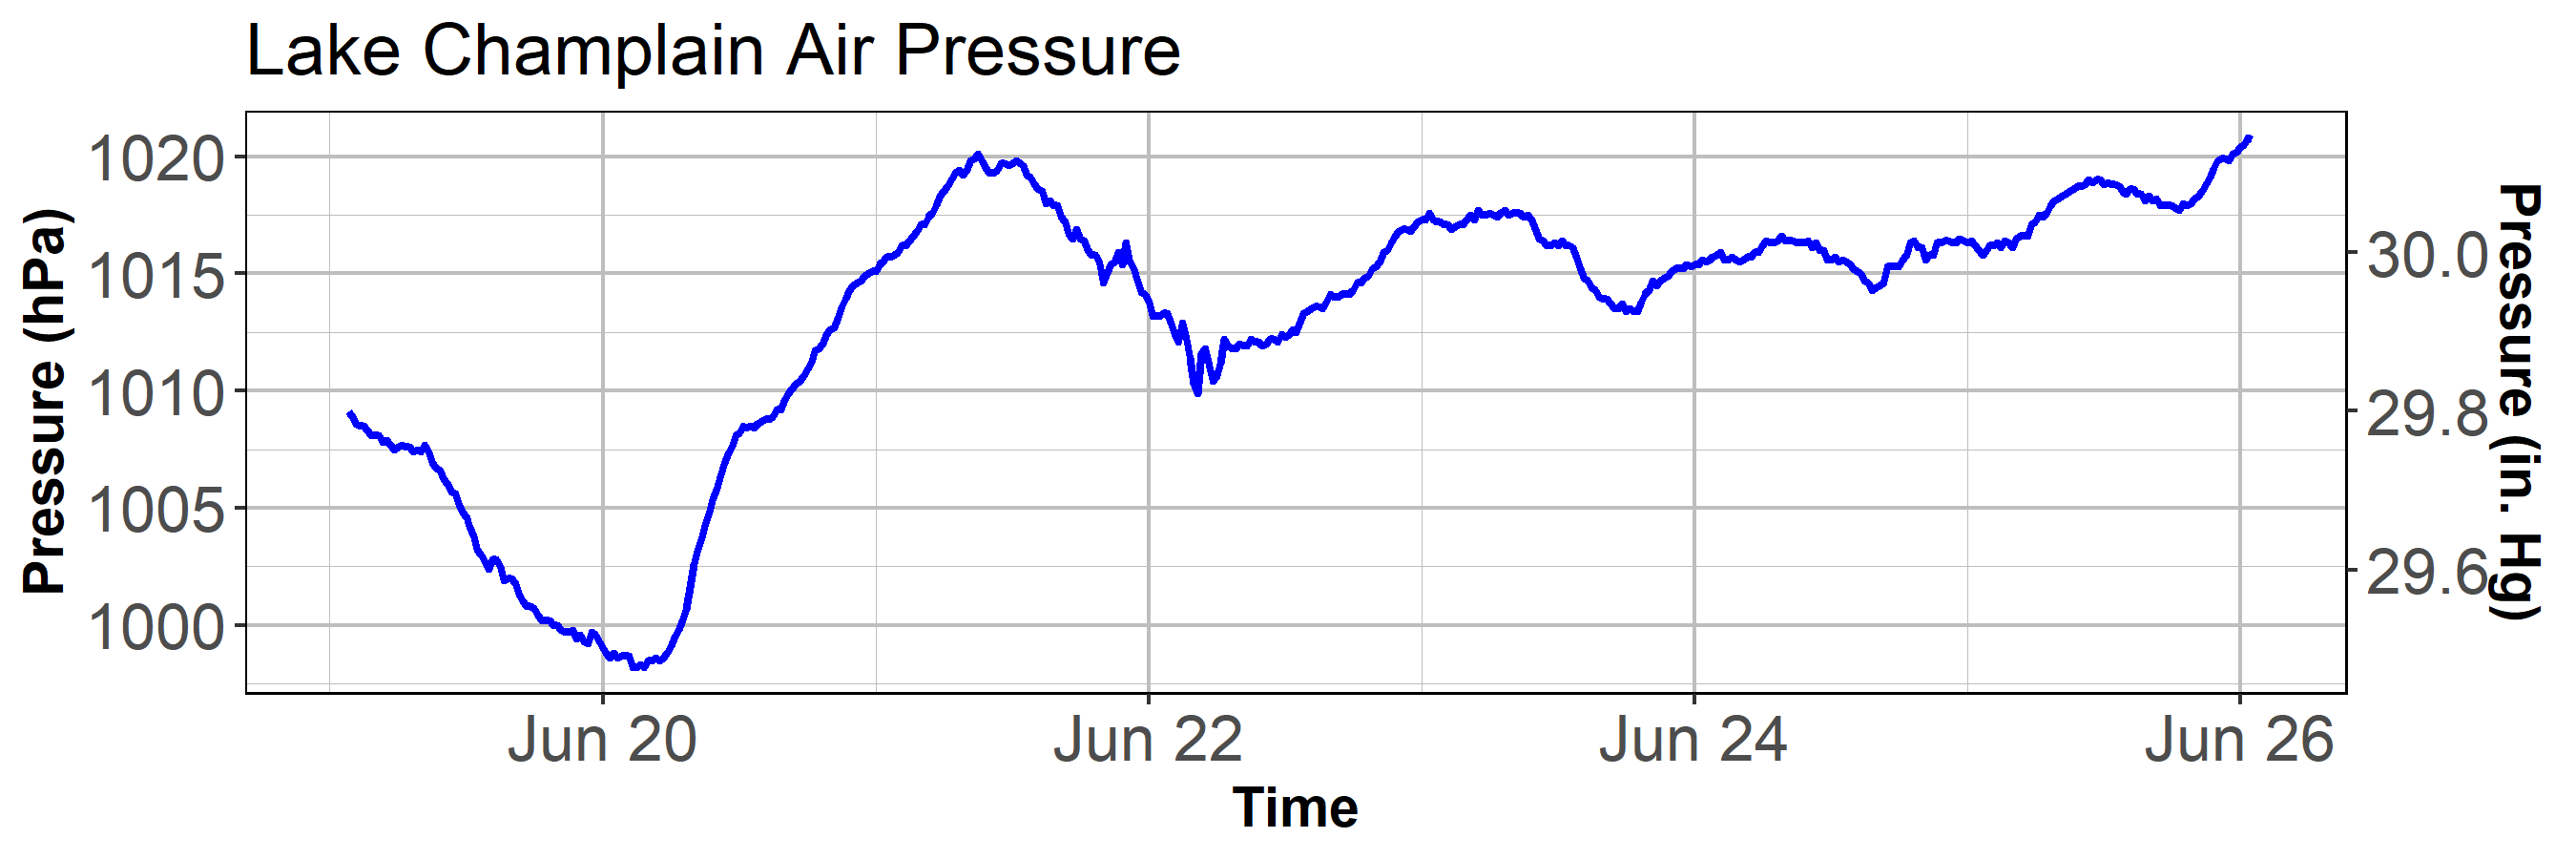 Lake Champlain Air Pressure
Pressure (hPa)
1020
1015
1010
1005
1000
30.0
29.8
29.6
Pressure (in. Hg)
Jun 20
Jun 22
Jun 24
Jun 26
Time